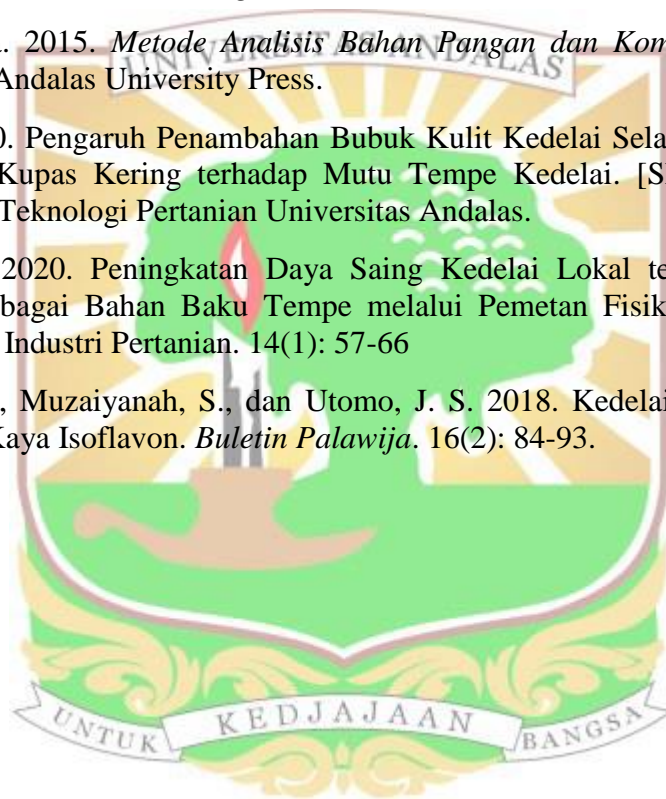 a. 2015. Metode Analisis Bahan Pangan dan Kom
UNIVERSITAS ANDALAS
Andalas University Press.
0. Pengaruh Penambahan Bubuk Kulit Kedelai Sela
Kupas Kering terhadap Mutu Tempe Kedelai. [S
Teknologi Pertanian Universitas Andalas.
2020. Peningkatan Daya Saing Kedelai Lokal te
bagai Bahan Baku Tempe melalui Pemetan Fisik
Industri Pertanian. 14(1): 57-66
, Muzaiyanah, S., dan Utomo, J. S. 2018. Kedelai
Kaya Isoflavon. Buletin Palawija. 16(2): 84-93.
UNTUK KEDJAJAAN BANGSA